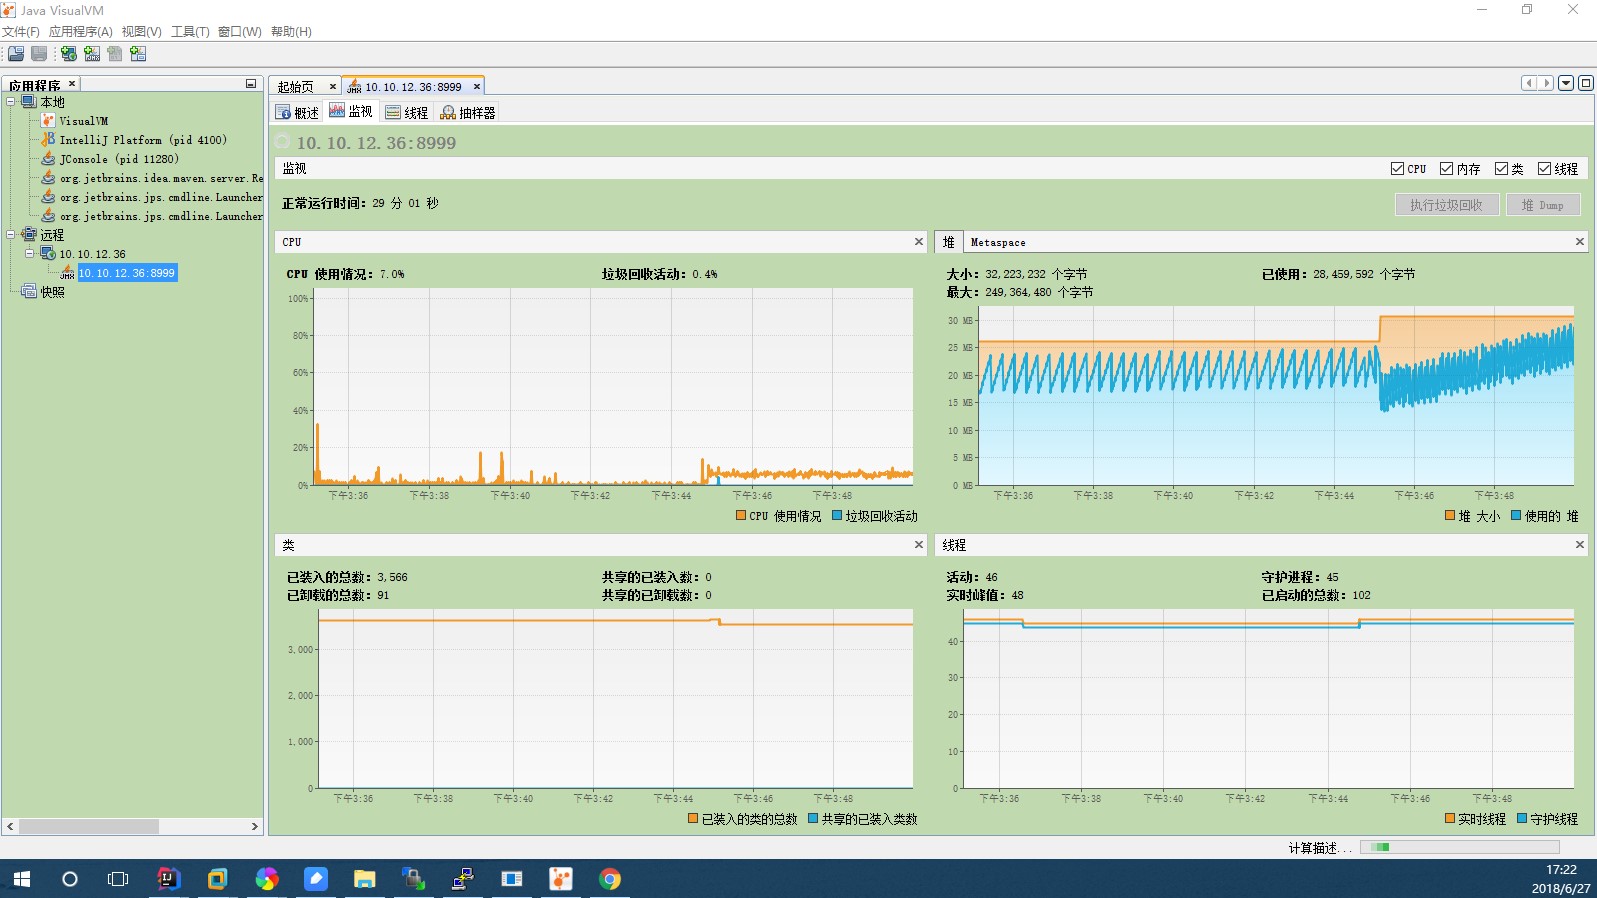 Java VisualVM
文件(F) 应用程序(A) 视图(V) 工具(T) 窗口(W) 帮助(H)
应用程序
本地
VisualVM
IntelliJ Platform (pid 4100)
JConsole (pid 11280)
org.jetbrains.idea.maven.server.Re
org.jetbrains.jps.cmdline.Launcher
org.jetbrains.jps.cmdline.Launcher
远程
10.10.12.36
10.10.12.36:8999
快照
起始页 10.10.12.36:8999
概述 监视 线程 抽样器
10.10.12.36:8999
监视 CPU 内存 类 线程
正常运行时间: 29 分 01 秒 执行垃圾回收 堆 Dump
CPU
CPU 使用情况: 7.0% 垃圾回收活动: 0.4%
100%
80%
60%
40%
20%
0%
下午3:36 下午3:38 下午3:40 下午3:42 下午3:44 下午3:46 下午3:48
CPU 使用情况 垃圾回收活动
堆 Metaspace
大小: 32,223,232 个字节 已使用: 28,459,592 个字节
最大: 249,364,480 个字节
30 MB
25 MB
20 MB
15 MB
10 MB
5 MB
0 MB
下午3:36 下午3:38 下午3:40 下午3:42 下午3:44 下午3:46 下午3:48
堆 大小 使用的 堆
类
已装入的总数: 3,566 共享的已装入数: 0
已卸载的总数: 91 共享的已卸载数: 0
3,000
2,000
1,000
0
下午3:36 下午3:38 下午3:40 下午3:42 下午3:44 下午3:46 下午3:48
已装入的类的总数 共享的已装入类数
线程
活动: 46 守护进程: 45
实时峰值: 48 已启动的总数: 102
40
30
20
10
0
下午3:36 下午3:38 下午3:40 下午3:42 下午3:44 下午3:46 下午3:48
实时线程 守护线程
计算描述...
17:22
2018/6/27